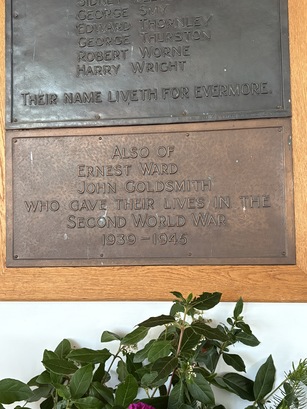 GEORGE SMY
EDWARD THORNLEY
GEORGE THURSTON
ROBERT WORNE
HARRY WRIGHT
THEIR NAME LIVETH FOR EVERMORE.
ALSO OF
ERNEST WARD
JOHN GOLDSMITH
WHO GAVE THEIR LIVES IN THE
SECOND WORLD WAR
1939-1945